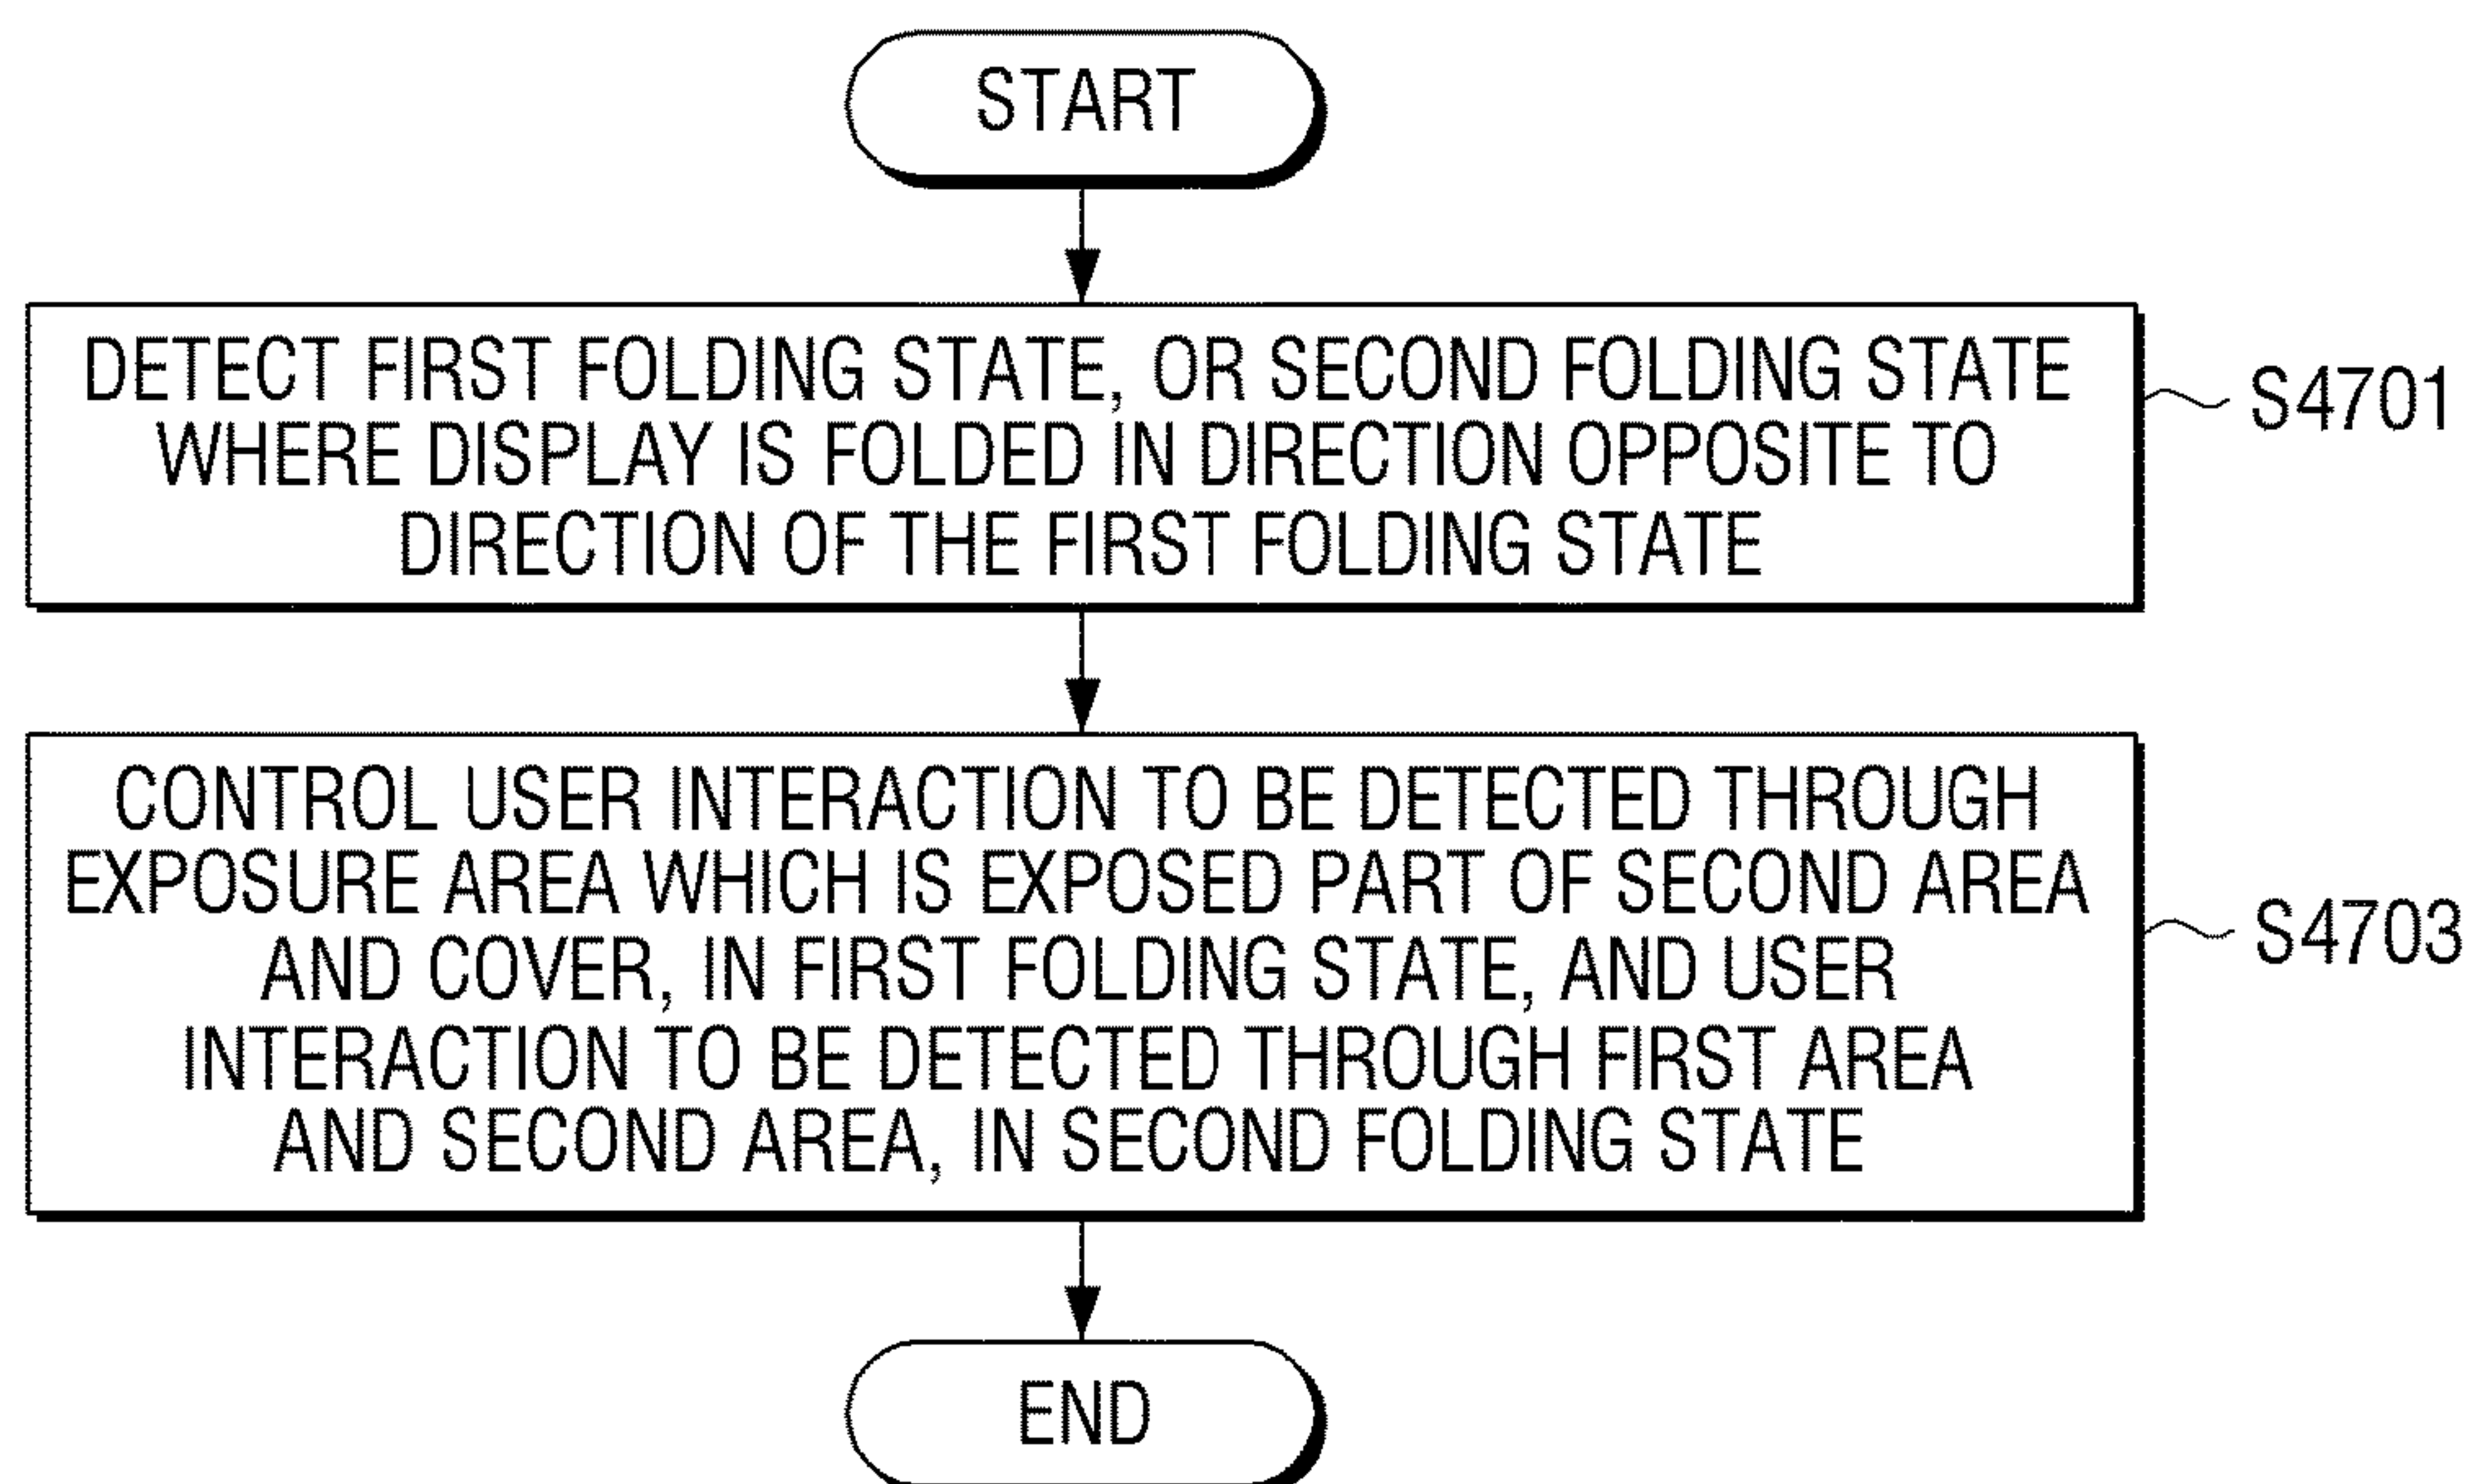 START
DETECT FIRST FOLDING STATE, OR SECOND FOLDING STATE
WHERE DISPLAY IS FOLDED IN DIRECTION OPPOSITE TO
DIRECTION OF THE FIRST FOLDING STATE
S4701
CONTROL USER INTERACTION TO BE DETECTED THROUGH
EXPOSURE AREA WHICH IS EXPOSED PART OF SECOND AREA
AND COVER, IN FIRST FOLDING STATE, AND USER
INTERACTION TO BE DETECTED THROUGH FIRST AREA
AND SECOND AREA, IN SECOND FOLDING STATE
S4703
END